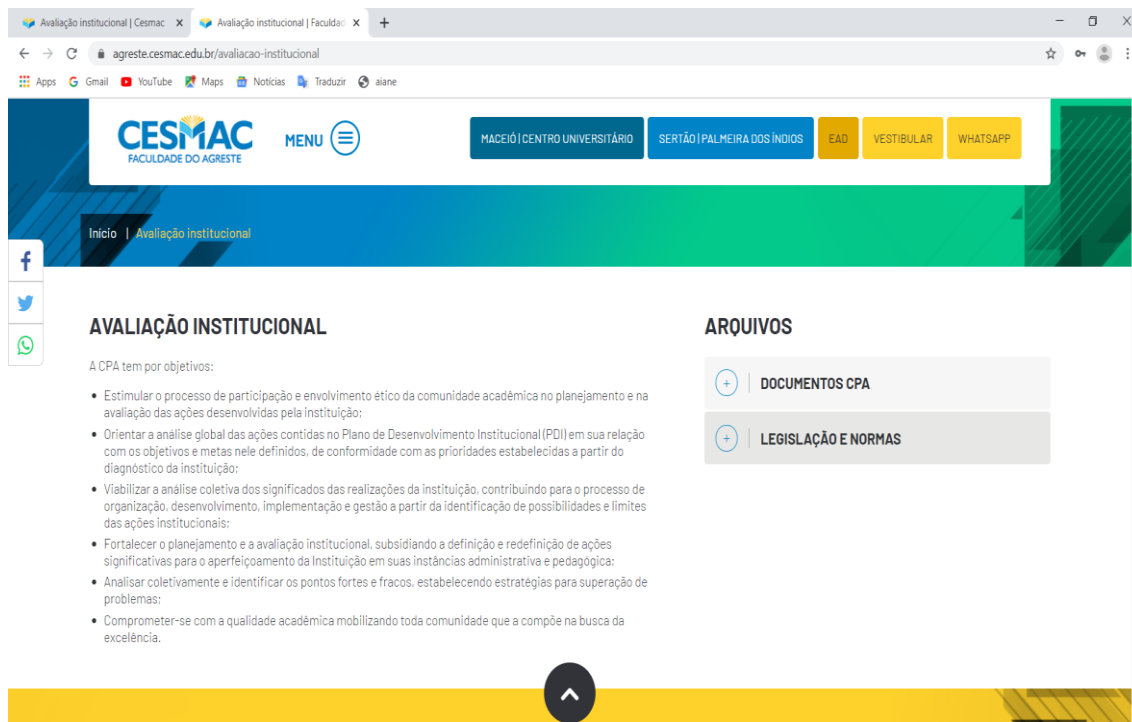 Avaliação institucional | Cesmac
Avaliação institucional | Faculdad
agreste.cesmac.edu.br/avaliacao-institucional
Apps
Gmail
YouTube
Maps
Notícias
Traduzir
aiane
CESMAC
FACULDADE DO AGRESTE
MENU
MACEIÓ | CENTRO UNIVERSITÁRIO
SERTÃO | PALMEIRA DOS ÍNDIOS
EAD
VESTIBULAR
WHATSAPP
Início | Avaliação institucional
AVALIAÇÃO INSTITUCIONAL
A CPA tem por objetivos:
• Estimular o processo de participação e envolvimento ético da comunidade acadêmica no planejamento e na
avaliação das ações desenvolvidas pela instituição;
• Orientar a análise global das ações contidas no Plano de Desenvolvimento Institucional (PDI) em sua relação
com os objetivos e metas nele definidos, de conformidade com as prioridades estabelecidas a partir do
diagnóstico da instituição;
• Viabilizar a análise coletiva dos significados das realizações da instituição, contribuindo para o processo de
organização, desenvolvimento, implementação e gestão a partir da identificação de possibilidades e limites
das ações institucionais;
• Fortalecer o planejamento e a avaliação institucional, subsidiando a definição e redefinição de ações
significativas para o aperfeiçoamento da Instituição em suas instâncias administrativa e pedagógica;
• Analisar coletivamente e identificar os pontos fortes e fracos, estabelecendo estratégias para superação de
problemas;
• Comprometer-se com a qualidade acadêmica mobilizando toda comunidade que a compõe na busca da
excelência.
ARQUIVOS
DOCUMENTOS CPA
LEGISLAÇÃO E NORMAS